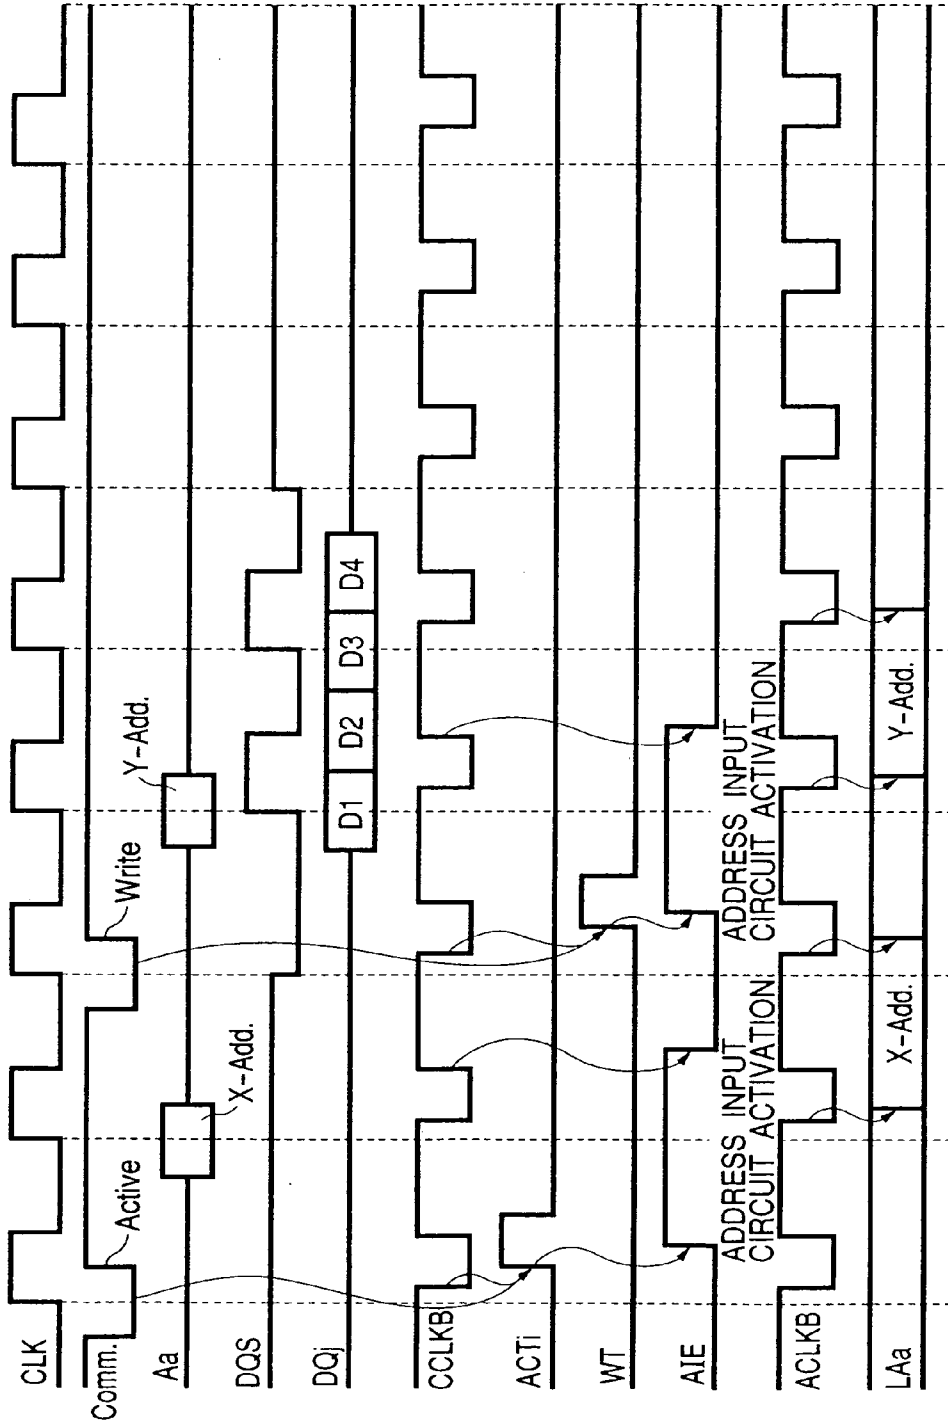 CLK
Comm.
Active
Write
Aa
X-Add.
Y-Add.
DQS
DQj
D1
D2
D3
D4
CCLKB
ACTi
WT
AIE
ADDRESS INPUT
CIRCUIT ACTIVATION
ADDRESS INPUT
CIRCUIT ACTIVATION
ACLKB
LAa
X-Add.
Y-Add.